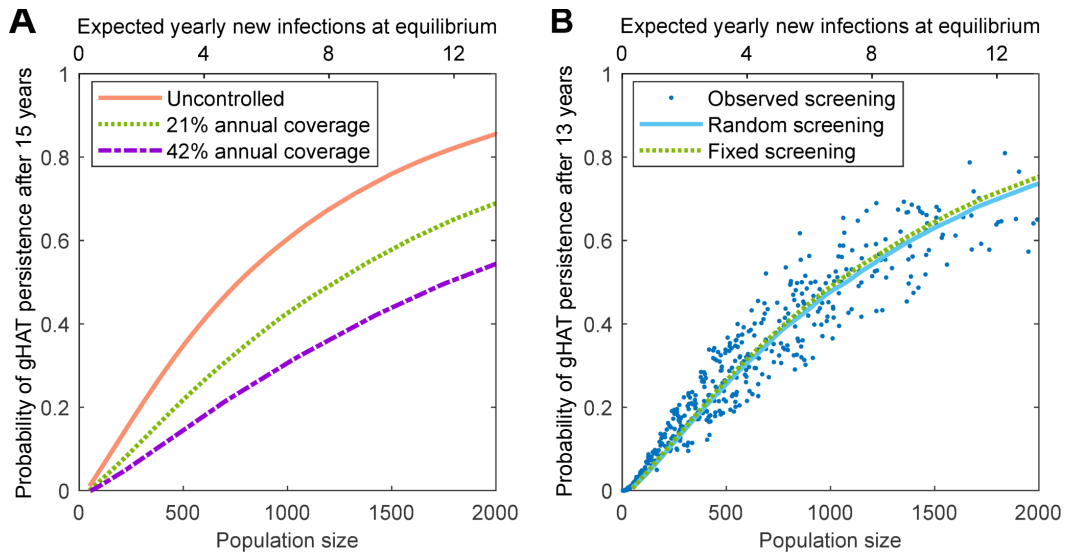 A
Expected yearly new infections at equilibrium
0 4 8 12
Probability of gHAT persistence after 15 years
1
0.8
0.6
0.4
0.2
0
Uncontrolled
21% annual coverage
42% annual coverage
0 500 1000 1500 2000
Population size
B
Expected yearly new infections at equilibrium
0 4 8 12
Probability of gHAT persistence after 13 years
1
0.8
0.6
0.4
0.2
0
Observed screening
Random screening
Fixed screening
0 500 1000 1500 2000
Population size